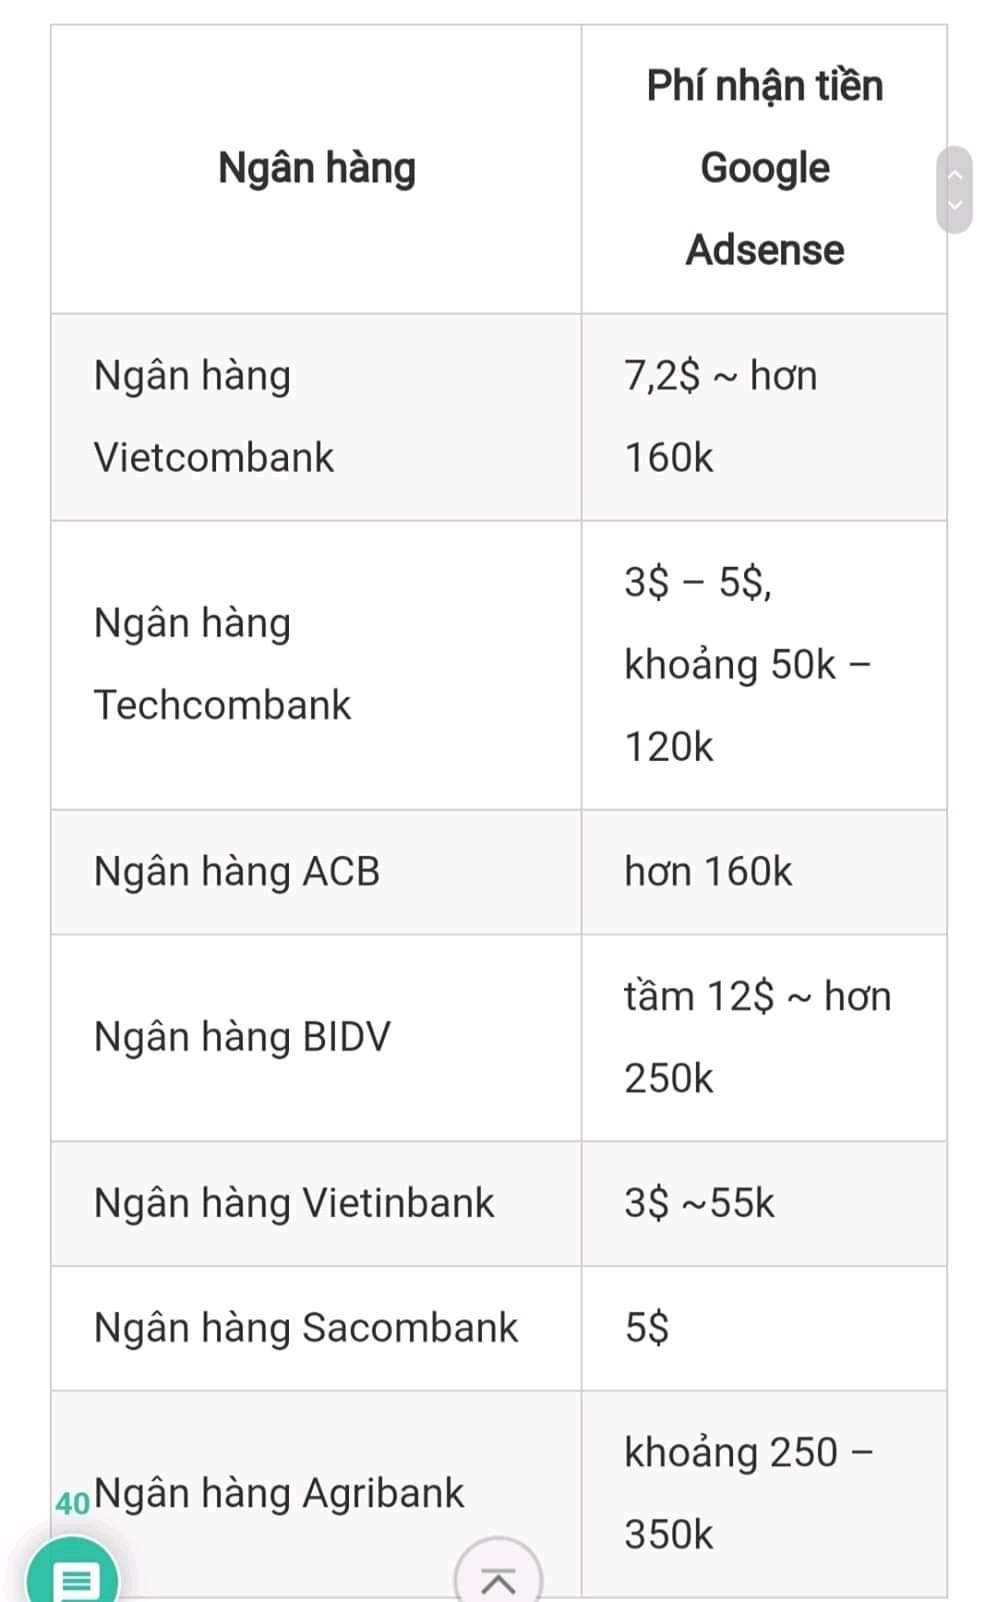 Ngân hàng
Phí nhận tiền
Google
Adsense
Ngân hàng
Vietcombank
7,2$ ~ hơn
160k
Ngân hàng
Techcombank
3$ – 5$,
khoảng 50k –
120k
Ngân hàng ACB
hơn 160k
Ngân hàng BIDV
tầm 12$ ~ hơn
250k
Ngân hàng Vietinbank
3$ ~55k
Ngân hàng Sacombank
5$
Ngân hàng Agribank
khoảng 250 –
350k
40